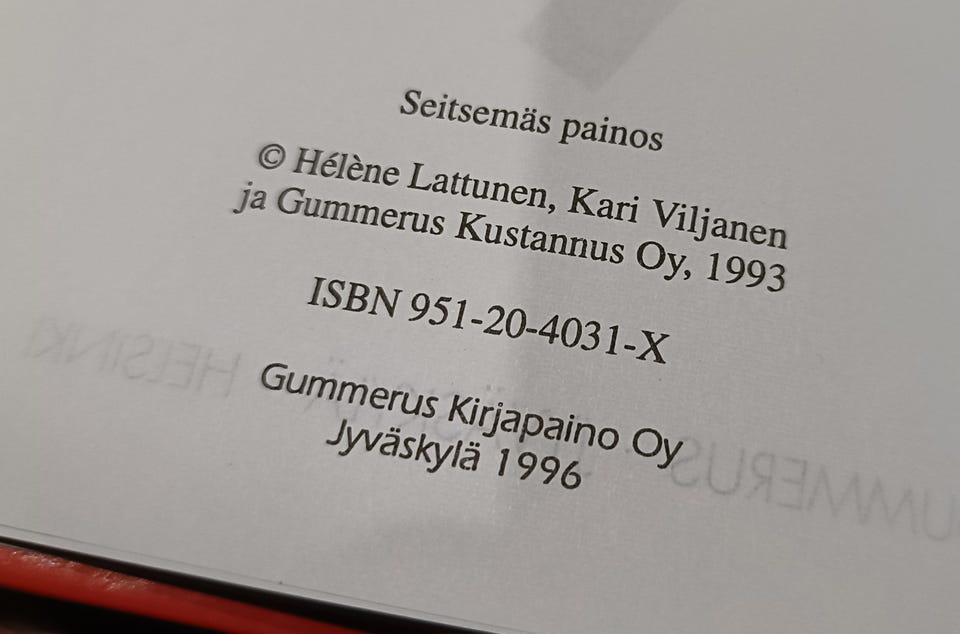 Seitsemäs painos
© Hélène Lattunen, Kari Viljanen
ja Gummerus Kustannus Oy, 1993
ISBN 951-20-4031-X
Gummerus Kirjapaino Oy
Jyväskylä 1996